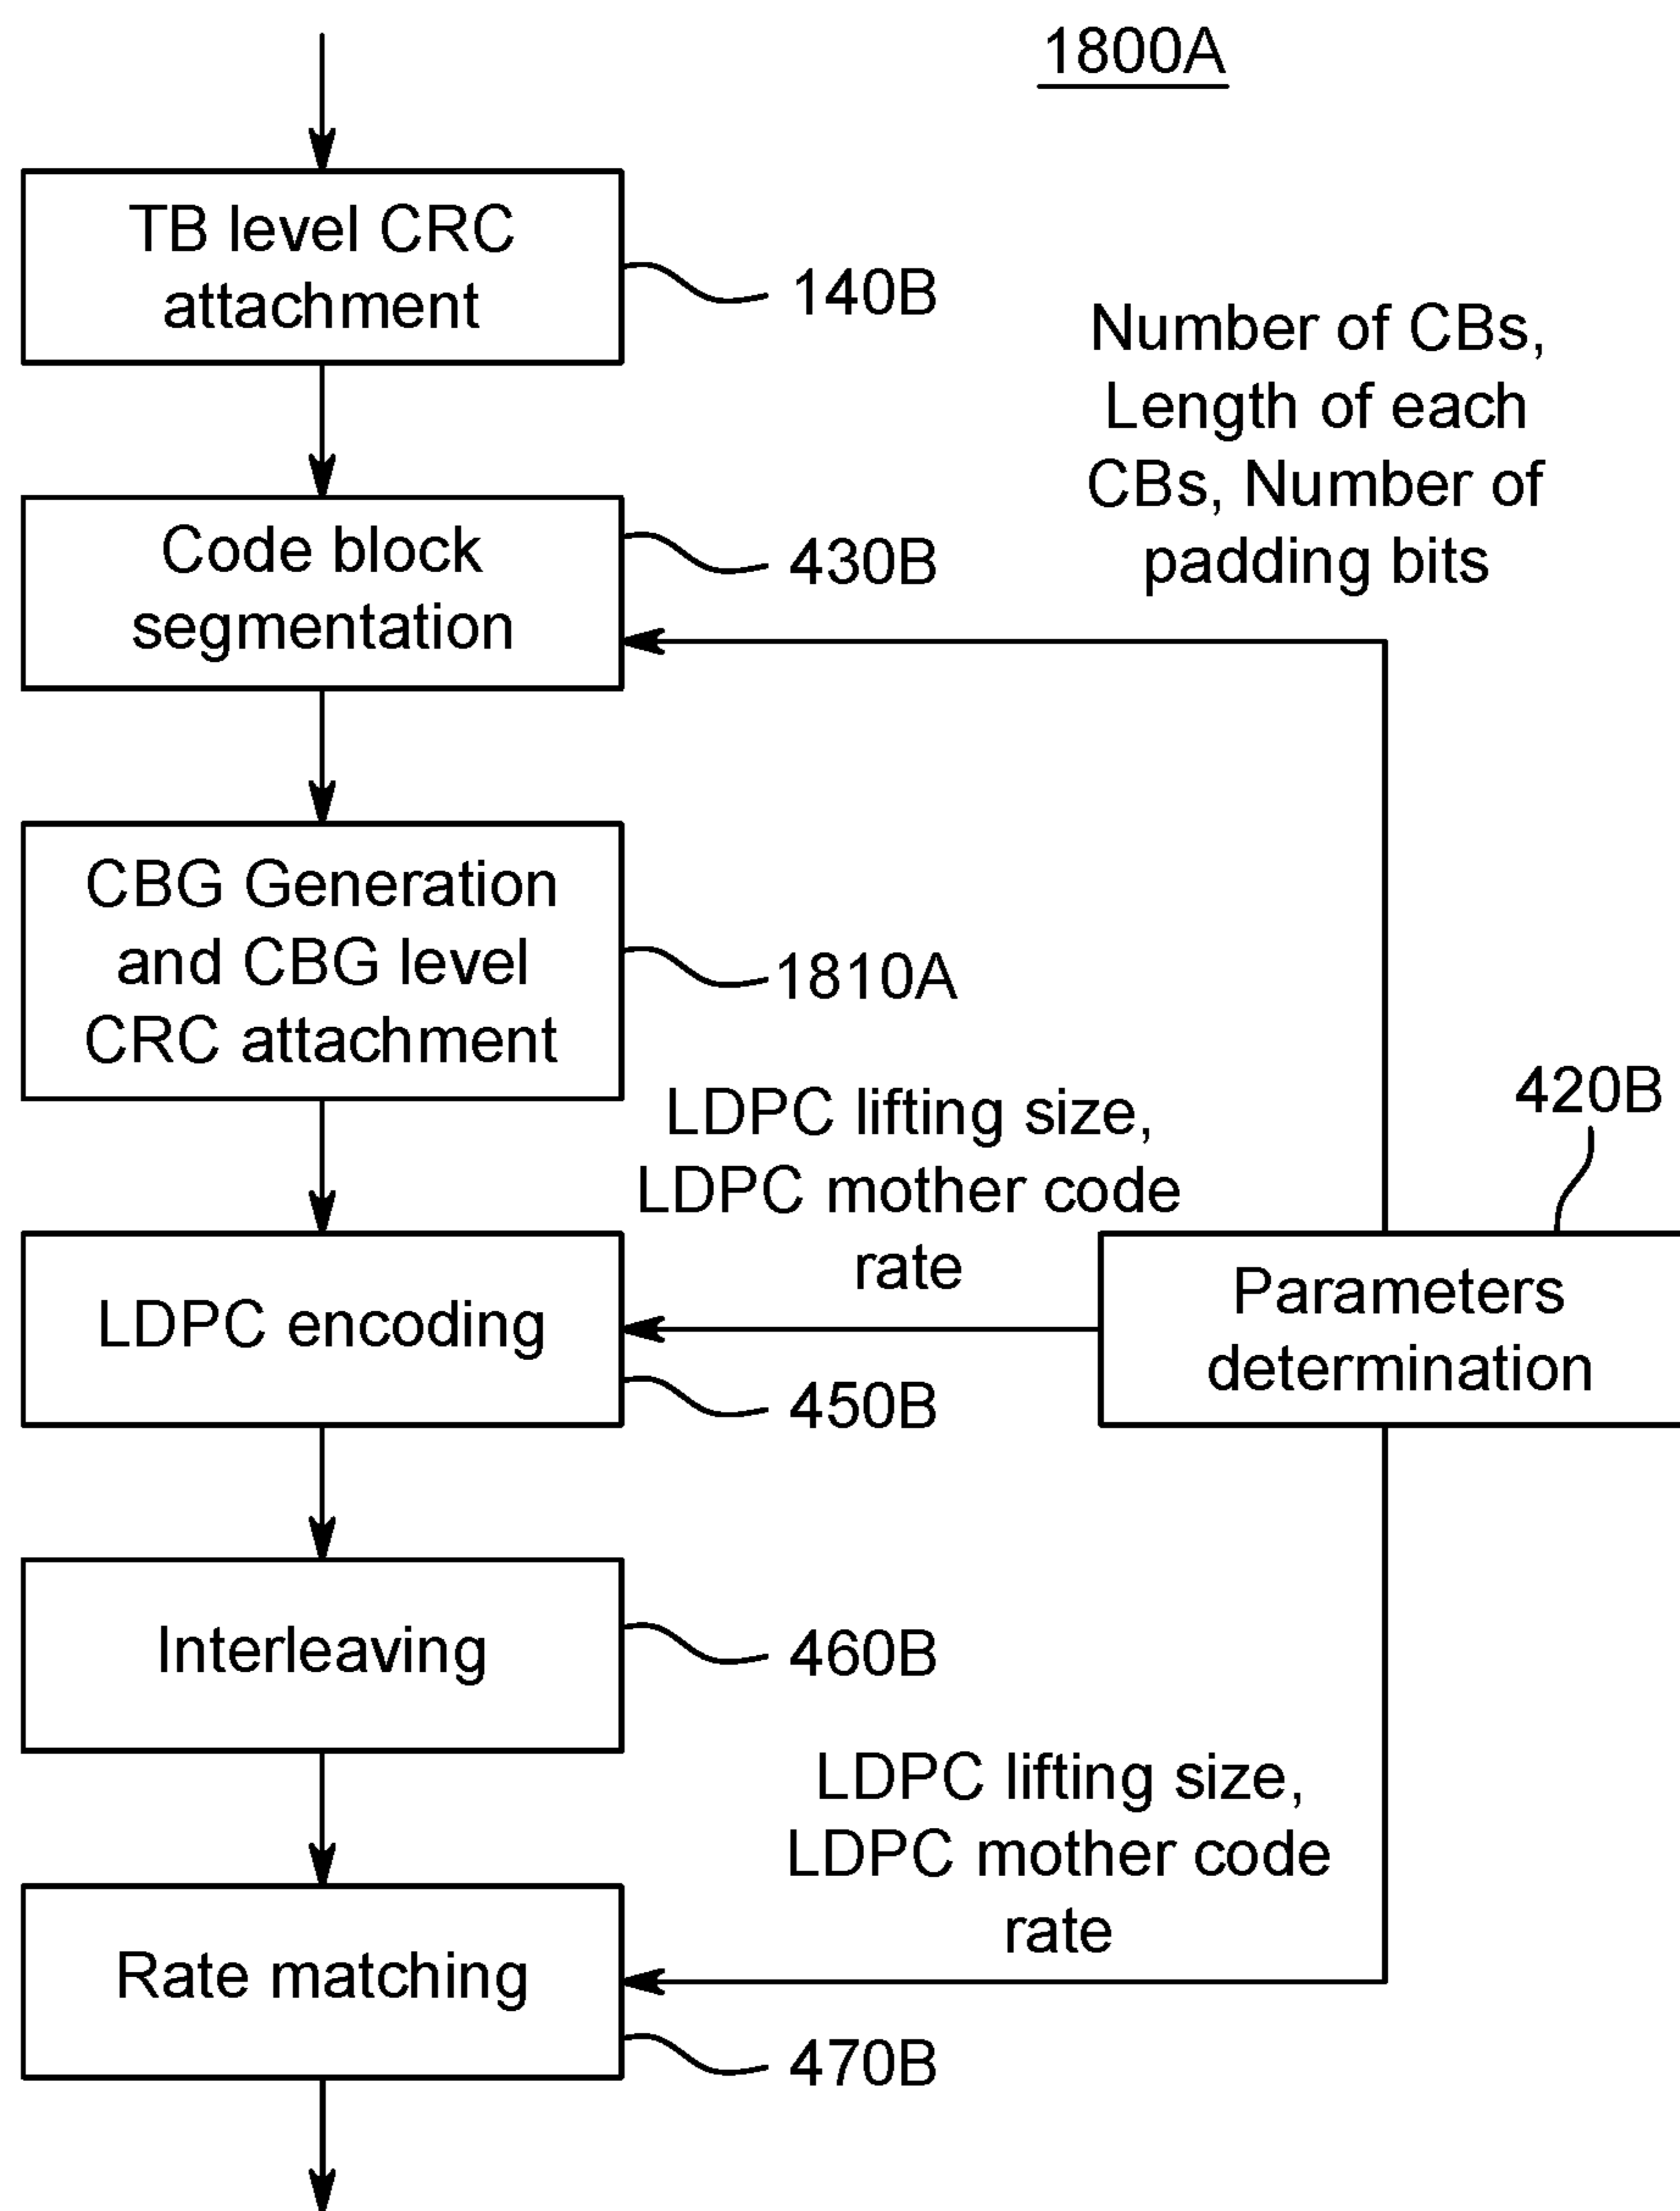 1800A
TB level CRC
attachment
140B
Number of CBs,
Length of each
CBs, Number of
padding bits
Code block
segmentation
430B
CBG Generation
and CBG level
CRC attachment
1810A
LDPC lifting size,
LDPC mother code
rate
420B
LDPC encoding
450B
Parameters
determination
Interleaving
460B
LDPC lifting size,
LDPC mother code
rate
Rate matching
470B